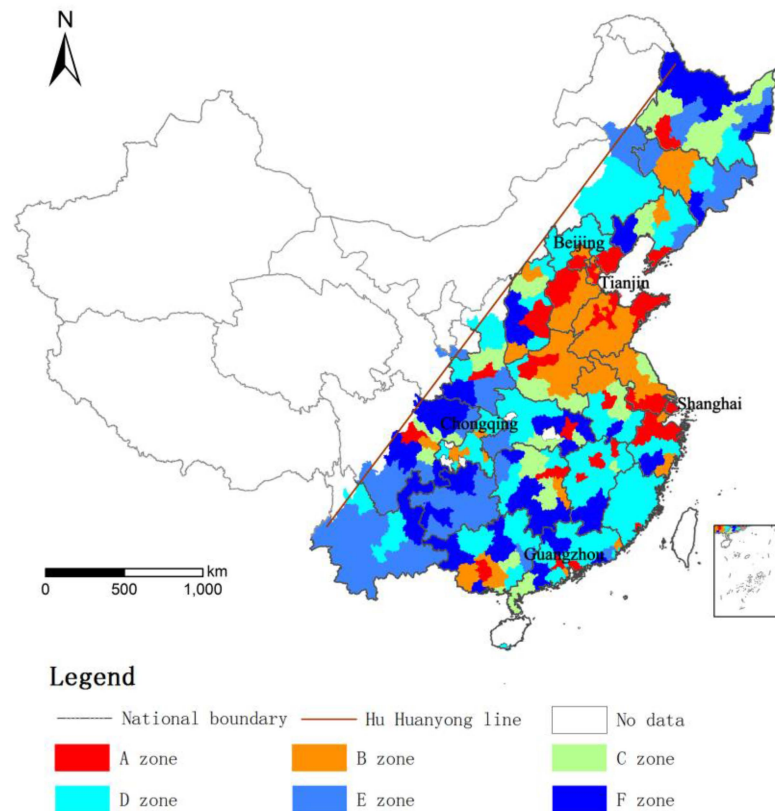 N
Beijing
Tianjin
Shanghai
Chongqing
Guangzhou
km
0 500 1,000
Legend
National boundary Hu Huanyong line No data
A zone B zone C zone
D zone E zone F zone